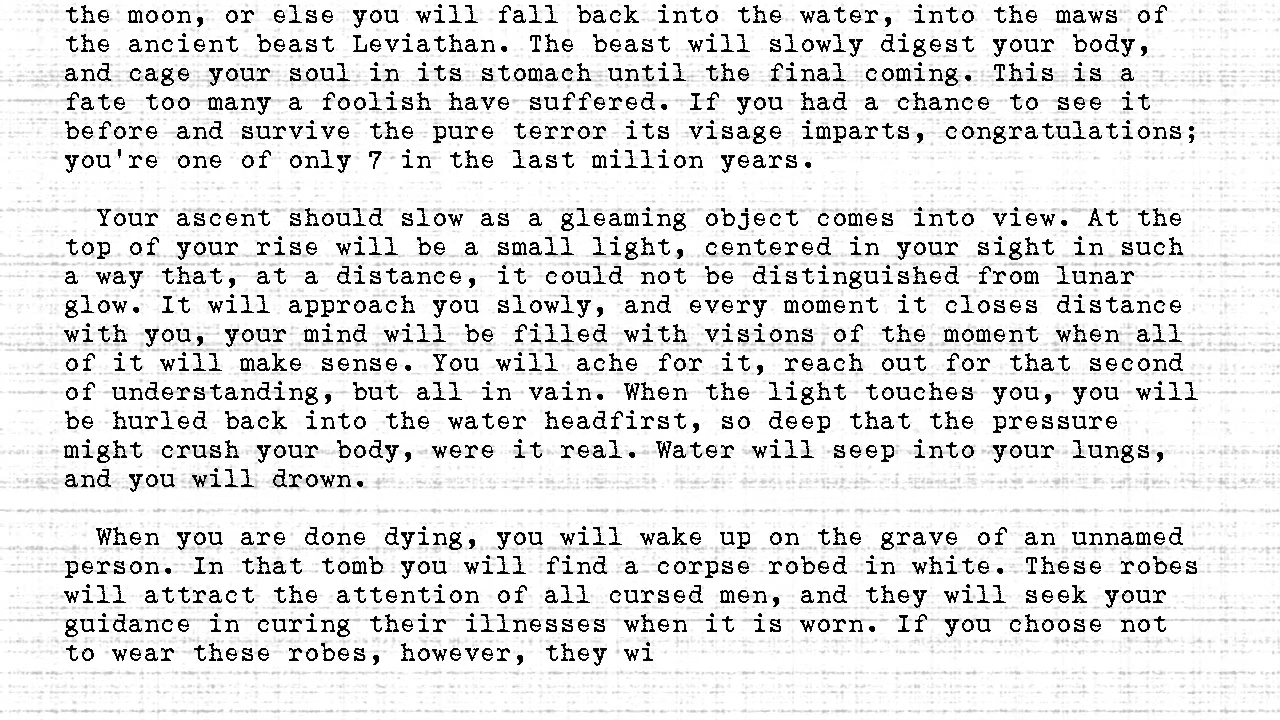 the moon, or else you will fall back into the water, into the maws of
the ancient beast Leviathan. The beast will slowly digest your body,
and cage your soul in its stomach until the final coming. This is a
fate too many a foolish have suffered. If you had a chance to see it
before and survive the pure terror its visage imparts, congratulations;
you're one of only 7 in the last million years.

Your ascent should slow as a gleaming object comes into view. At the
top of your rise will be a small light, centered in your sight in such
a way that, at a distance, it could not be distinguished from lunar
glow. It will approach you slowly, and every moment it closes distance
with you, your mind will be filled with visions of the moment when all
of it will make sense. You will ache for it, reach out for that second
of understanding, but all in vain. When the light touches you, you will
be hurled back into the water headfirst, so deep that the pressure
might crush your body, were it real. Water will seep into your lungs,
and you will drown.

When you are done dying, you will wake up on the grave of an unnamed
person. In that tomb you will find a corpse robed in white. These robes
will attract the attention of all cursed men, and they will seek your
guidance in curing their illnesses when it is worn. If you choose not
to wear these robes, however, they wi